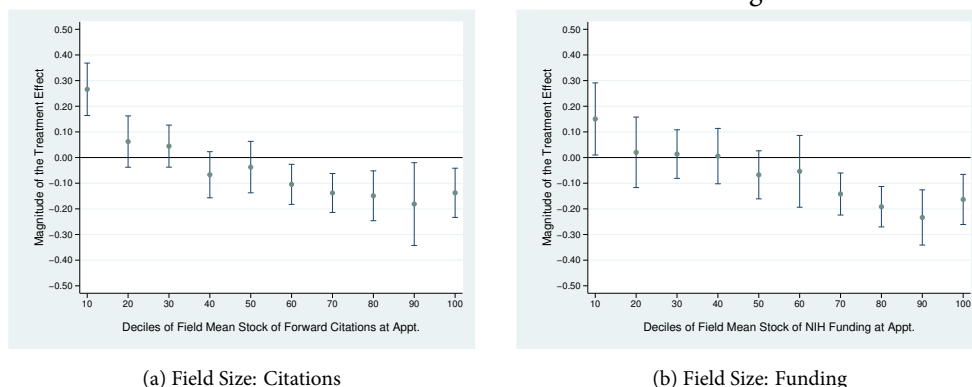 0.50
0.40
0.30
0.20
0.10
0.00
−0.10
−0.20
−0.30
−0.40
−0.50
Magnitude of the Treatment Effect
10 20 30 40 50 60 70 80 90 100
Deciles of Field Mean Stock of Forward Citations at Appt.
(a) Field Size: Citations
0.50
0.40
0.30
0.20
0.10
0.00
−0.10
−0.20
−0.30
−0.40
−0.50
Magnitude of the Treatment Effect
10 20 30 40 50 60 70 80 90 100
Deciles of Field Mean Stock of NIH Funding at Appt.
(b) Field Size: Funding